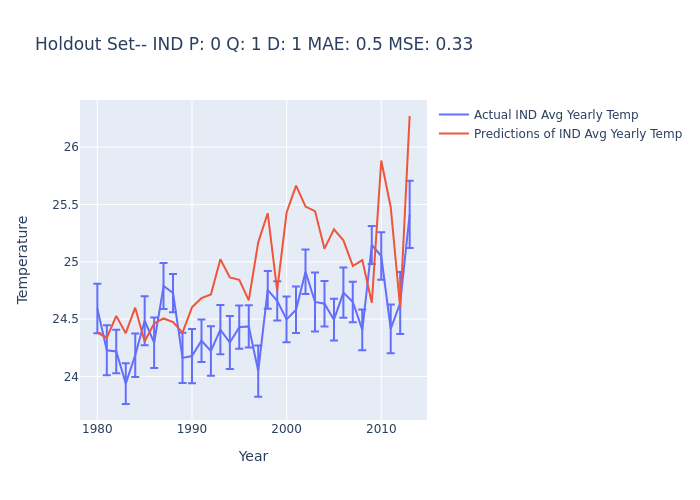 Holdout Set-- IND P: 0 Q: 1 D: 1 MAE: 0.5 MSE: 0.33
Actual IND Avg Yearly Temp
Predictions of IND Avg Yearly Temp
26
25.5
25
24.5
24
Temperature
1980
1990
2000
2010
Year